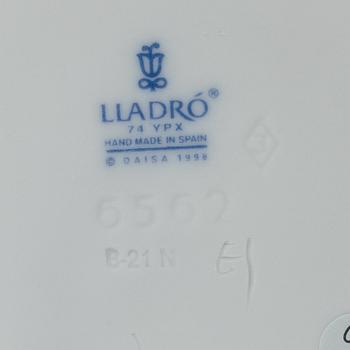 LLADRÓ®
74 YPX
HAND MADE IN SPAIN
© DAISA 1998
6562
B-21 N